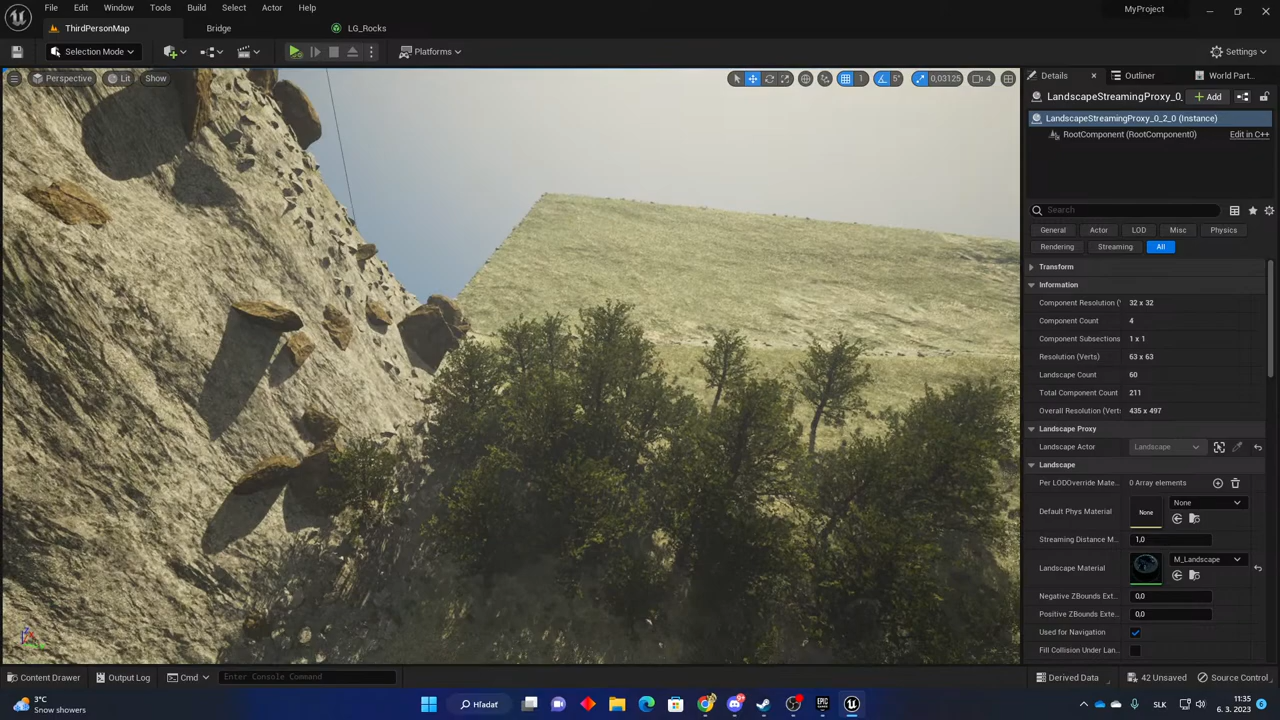 File Edit Window Tools Build Select Actor Help
MyProject
ThirdPersonMap
Bridge
LG_Rocks
Selection Mode
Platforms
Settings
Perspective
Lit
Show
1
5°
0,03125
4
Details
Outliner
World Part...
LandscapeStreamingProxy_0_
Add
LandscapeStreamingProxy_0_2_0 (Instance)
RootComponent (RootComponent0)
Edit in C++
Search
General
Actor
LOD
Misc
Physics
Rendering
Streaming
All
Transform
Information
Component Resolution (
32 x 32
Component Count
4
Component Subsections
1 x 1
Resolution (Verts)
63 x 63
Landscape Count
60
Total Component Count
211
Overall Resolution (Vert
435 x 497
Landscape Proxy
Landscape Actor
Landscape
Landscape
Per LODOverride Mate...
0 Array elements
Default Phys Material
None
None
Streaming Distance M...
1,0
Landscape Material
M_Landscape
Negative ZBounds Ext...
0,0
Positive ZBounds Exte...
0,0
Used for Navigation
Fill Collision Under Lan...
Content Drawer
Output Log
Cmd
Enter Console Command
Derived Data
42 Unsaved
Source Control
3°C
Snow showers
Hľadať
SLK
11:35
6. 3. 2023